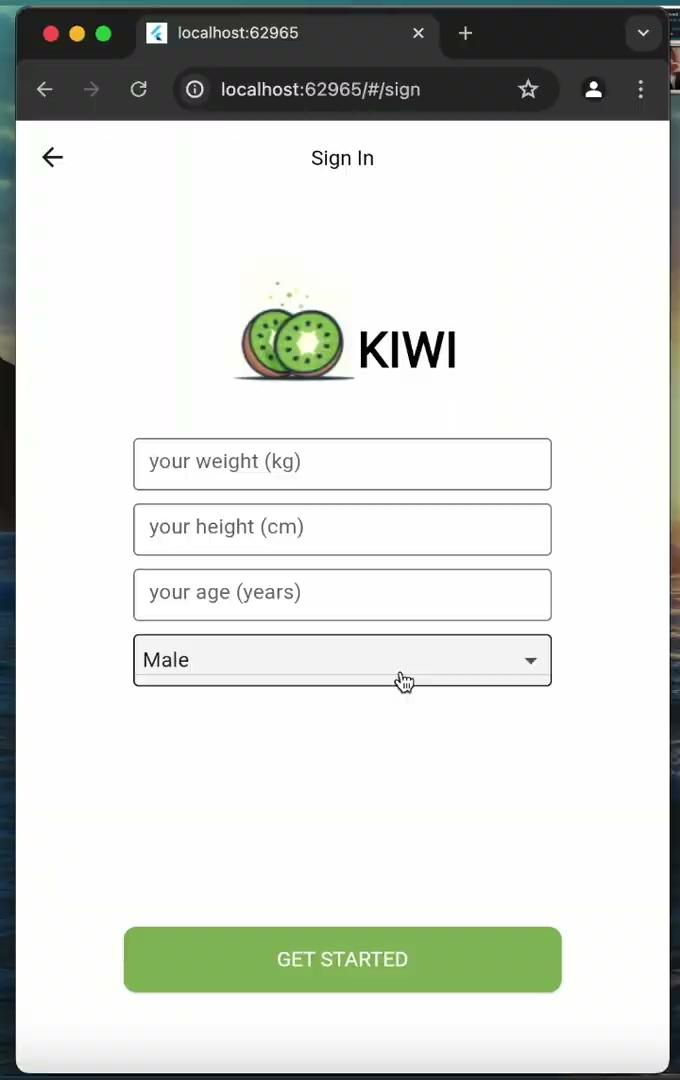 localhost:62965
localhost:62965/#/sign
Sign In
KIWI
your weight (kg)
your height (cm)
your age (years)
Male
GET STARTED